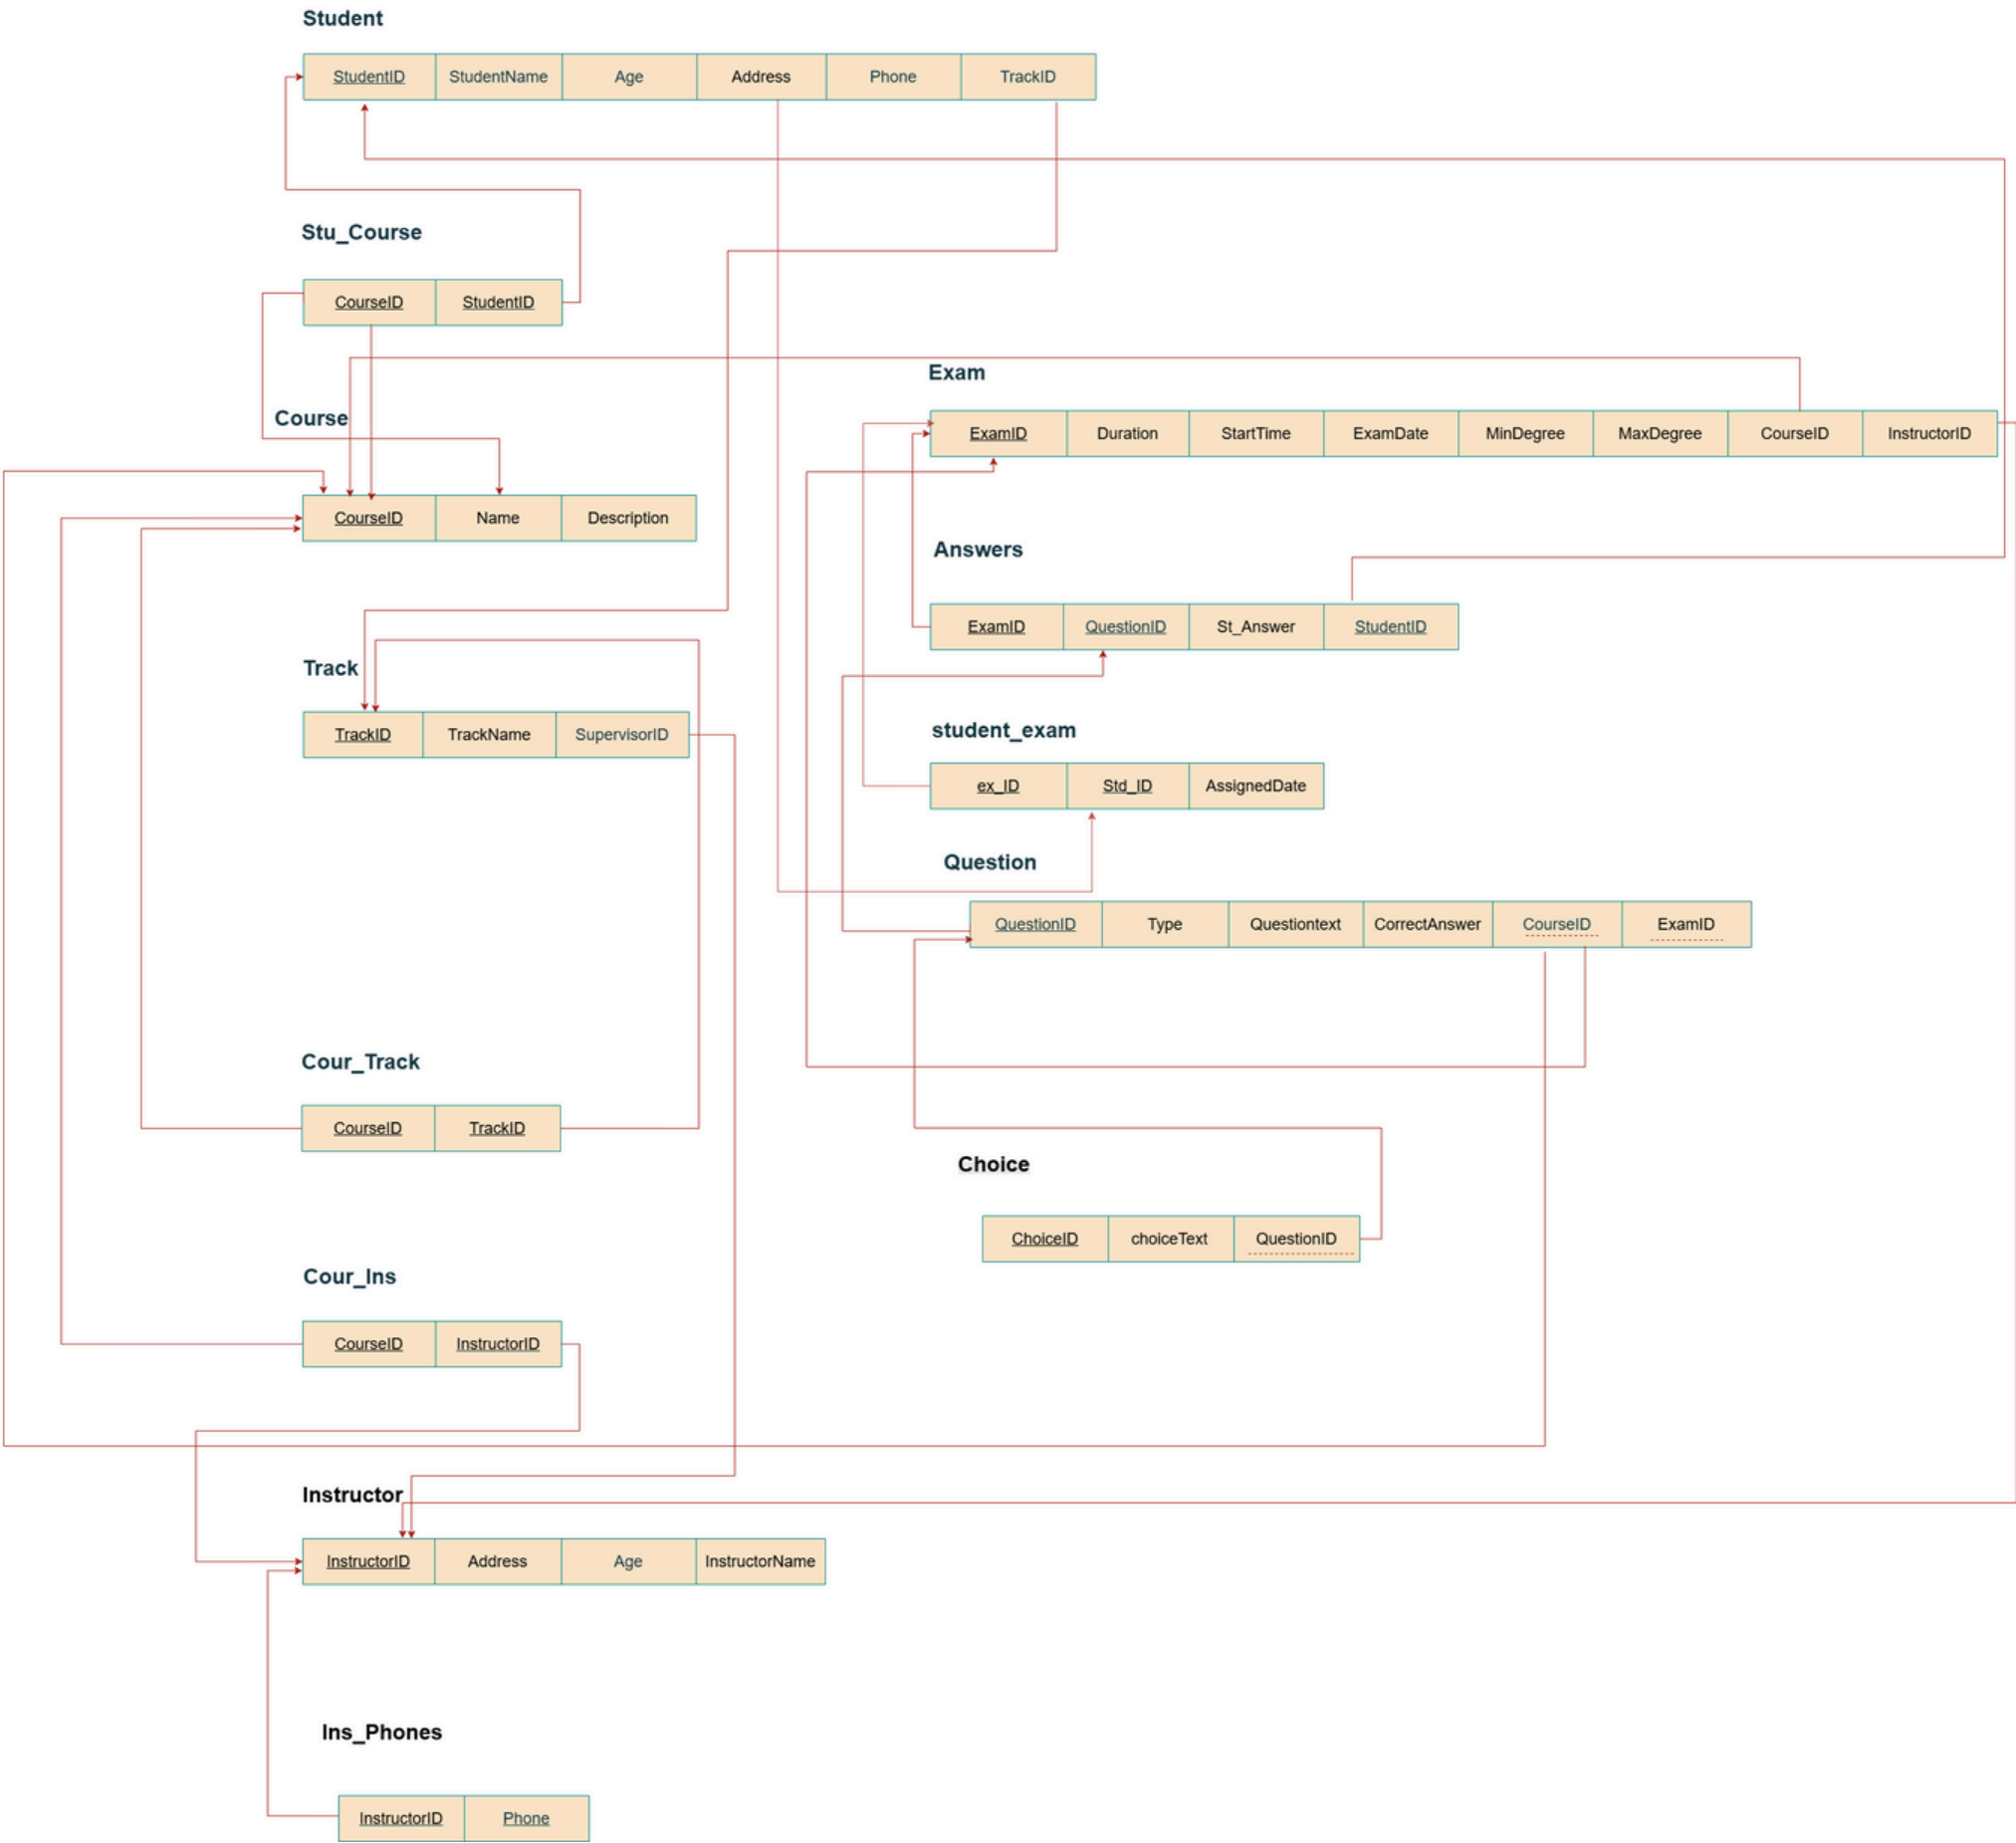 Student
StudentID StudentName Age Address Phone TrackID
Stu_Course
CourseID StudentID
Course
CourseID Name Description
Track
TrackID TrackName SupervisorID
Cour_Track
CourseID TrackID
Cour_Ins
CourseID InstructorID
Instructor
InstructorID Address Age InstructorName
Ins_Phones
InstructorID Phone
Exam
ExamID Duration StartTime ExamDate MinDegree MaxDegree CourseID InstructorID
Answers
ExamID QuestionID St_Answer StudentID
student_exam
ex_ID Std_ID AssignedDate
Question
QuestionID Type Questiontext CorrectAnswer CourseID ExamID
Choice
ChoiceID choiceText QuestionID